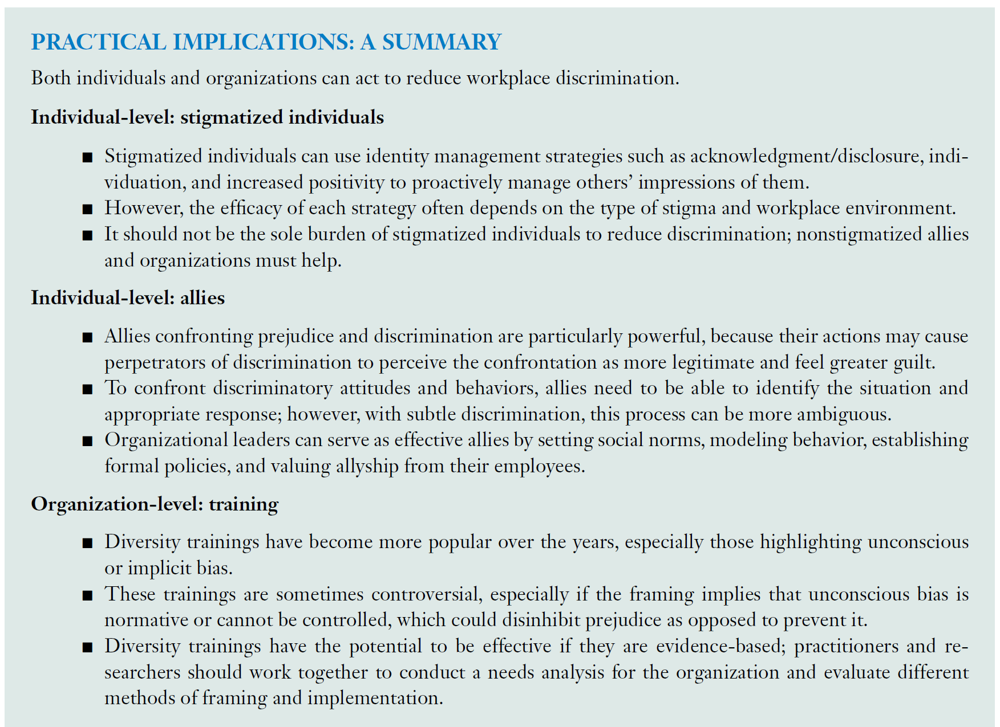 PRACTICAL IMPLICATIONS: A SUMMARY
Both individuals and organizations can act to reduce workplace discrimination.
Individual-level: stigmatized individuals
■ Stigmatized individuals can use identity management strategies such as acknowledgment/disclosure, indi-
viduation, and increased positivity to proactively manage others’ impressions of them.
■ However, the efficacy of each strategy often depends on the type of stigma and workplace environment.
■ It should not be the sole burden of stigmatized individuals to reduce discrimination; nonstigmatized allies
and organizations must help.
Individual-level: allies
■ Allies confronting prejudice and discrimination are particularly powerful, because their actions may cause
perpetrators of discrimination to perceive the confrontation as more legitimate and feel greater guilt.
■ To confront discriminatory attitudes and behaviors, allies need to be able to identify the situation and
appropriate response; however, with subtle discrimination, this process can be more ambiguous.
■ Organizational leaders can serve as effective allies by setting social norms, modeling behavior, establishing
formal policies, and valuing allyship from their employees.
Organization-level: training
■ Diversity trainings have become more popular over the years, especially those highlighting unconscious
or implicit bias.
■ These trainings are sometimes controversial, especially if the framing implies that unconscious bias is
normative or cannot be controlled, which could disinhibit prejudice as opposed to prevent it.
■ Diversity trainings have the potential to be effective if they are evidence-based; practitioners and re-
searchers should work together to conduct a needs analysis for the organization and evaluate different
methods of framing and implementation.